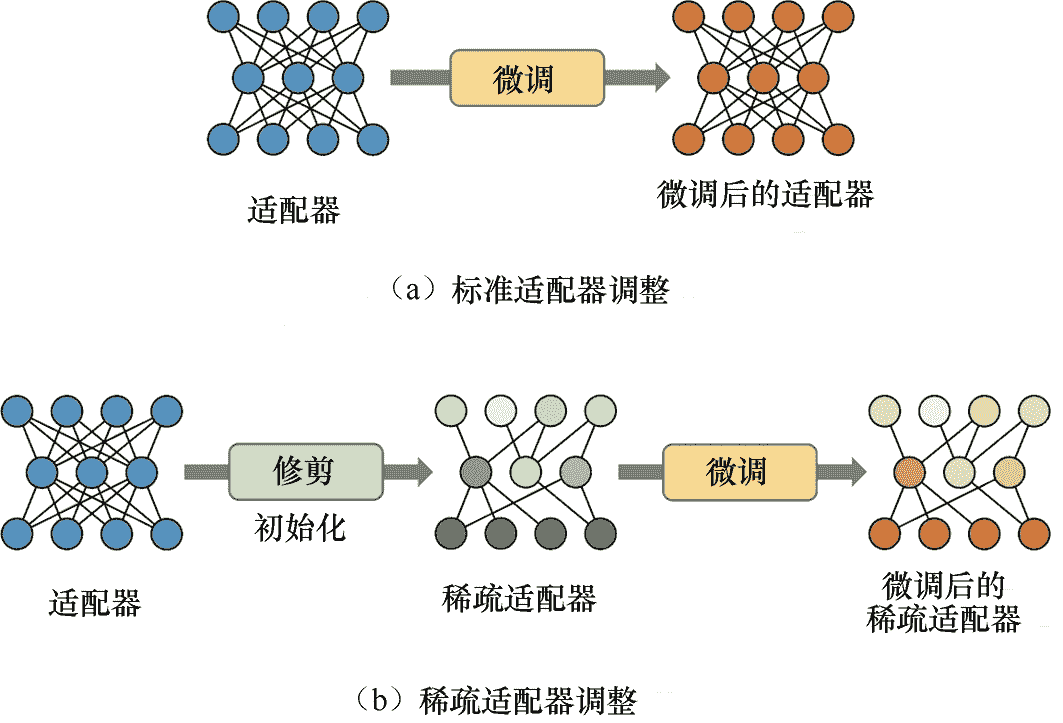 微调
适配器
微调后的适配器
（a）标准适配器调整
修剪
初始化
微调
适配器
稀疏适配器
微调后的
稀疏适配器
（b）稀疏适配器调整